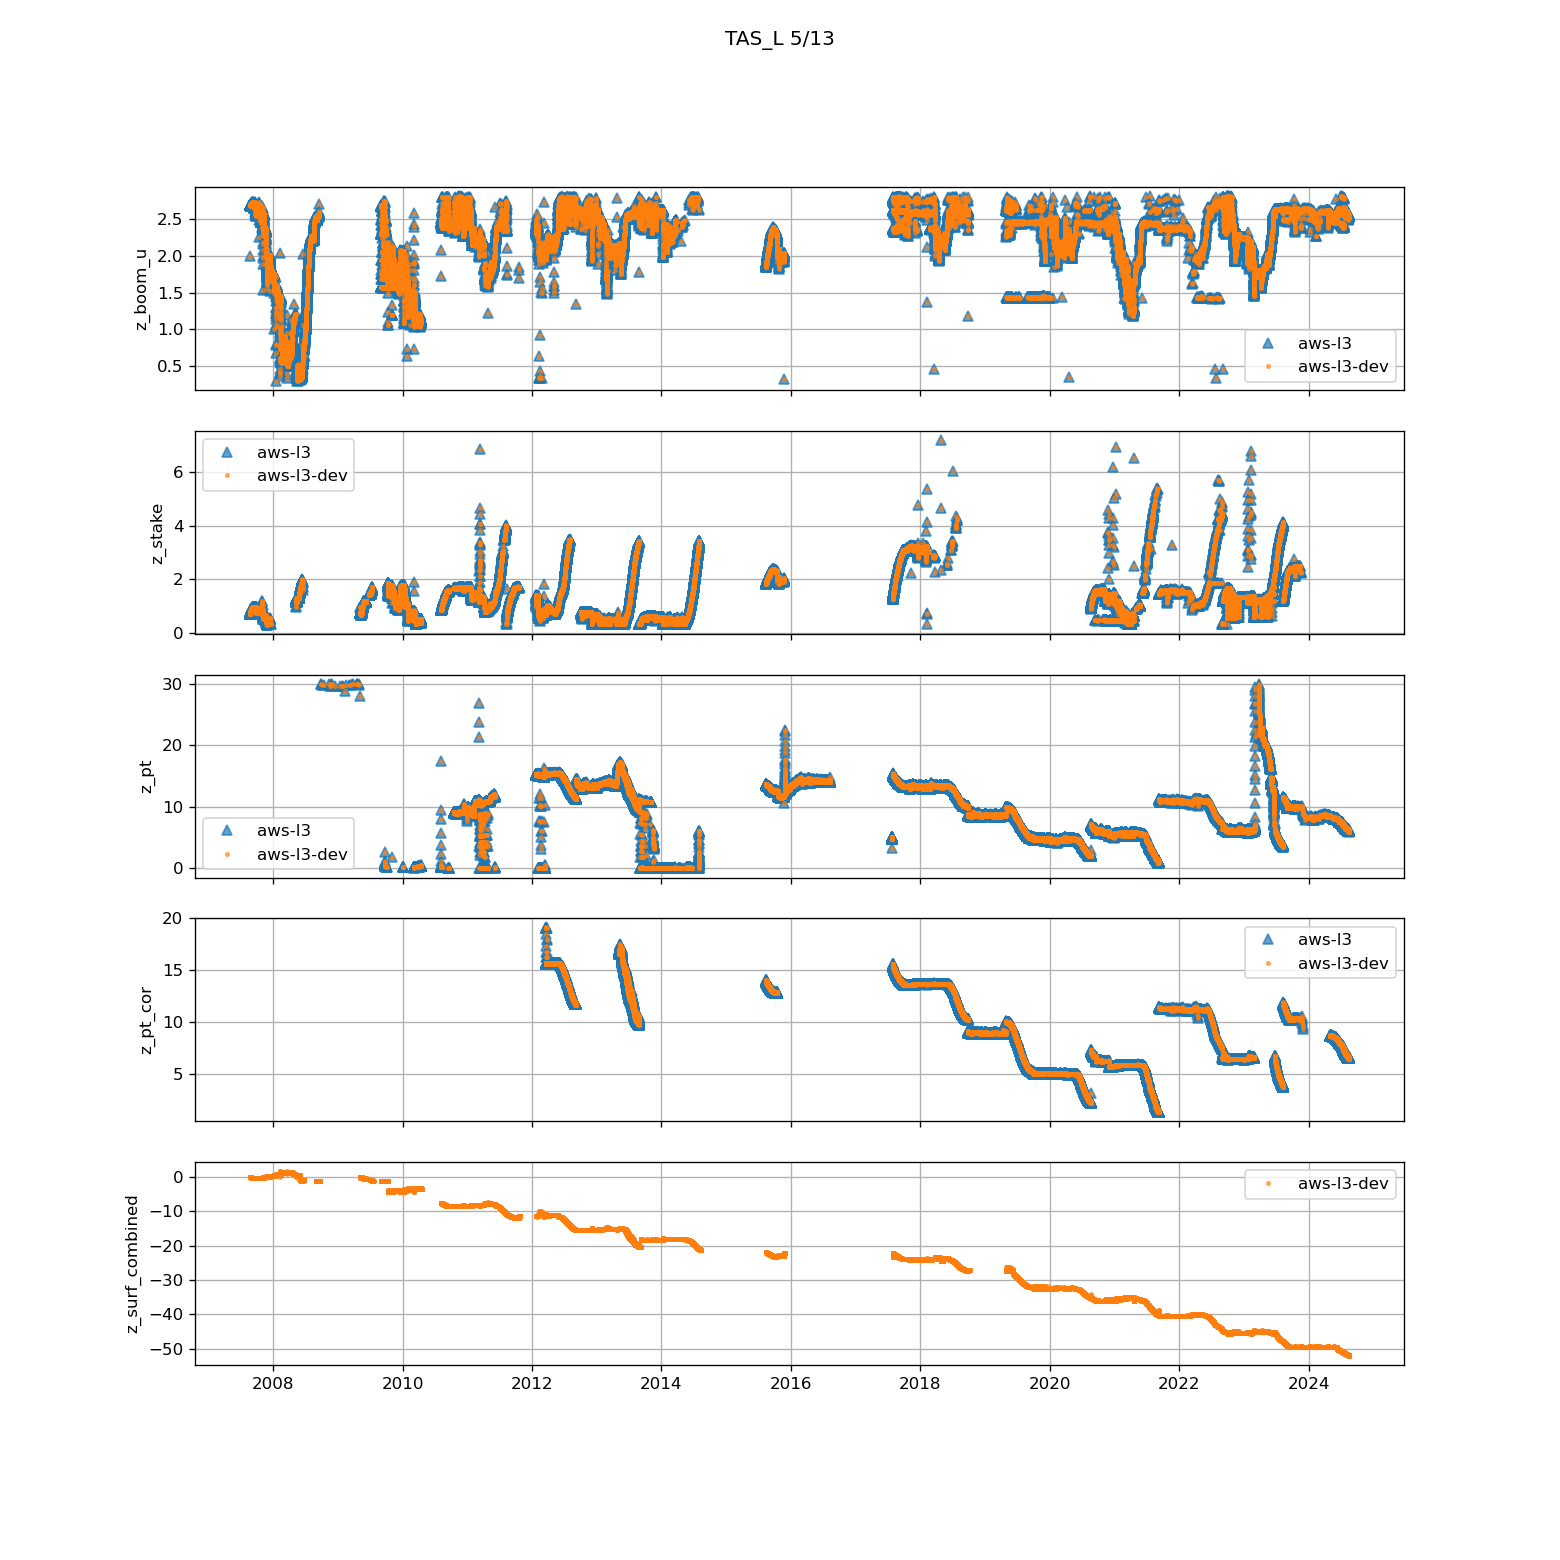 TAS_L 5/13
z_boom_u
2.5
2.0
1.5
1.0
0.5
aws-l3
aws-l3-dev
z_stake
6
4
2
0
aws-l3
aws-l3-dev
z_pt
30
20
10
0
aws-l3
aws-l3-dev
z_pt_cor
20
15
10
5
aws-l3
aws-l3-dev
z_surf_combined
0
−10
−20
−30
−40
−50
aws-l3-dev
2008 2010 2012 2014 2016 2018 2020 2022 2024